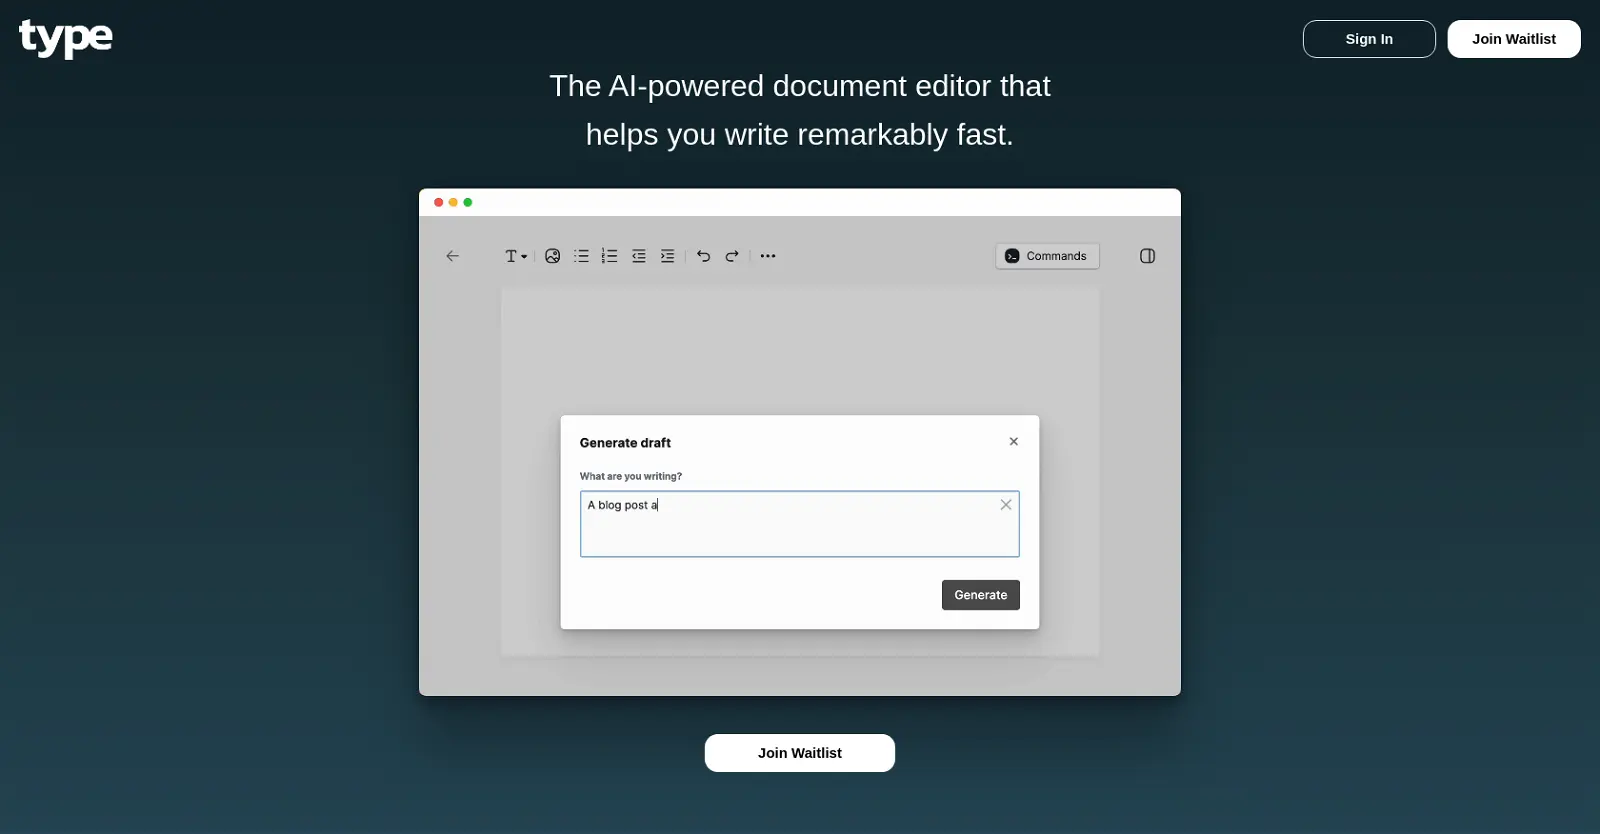 type
Sign In
Join Waitlist
The AI-powered document editor that
helps you write remarkably fast.
T
Commands
Generate draft
What are you writing?
A blog post a
Generate
Join Waitlist